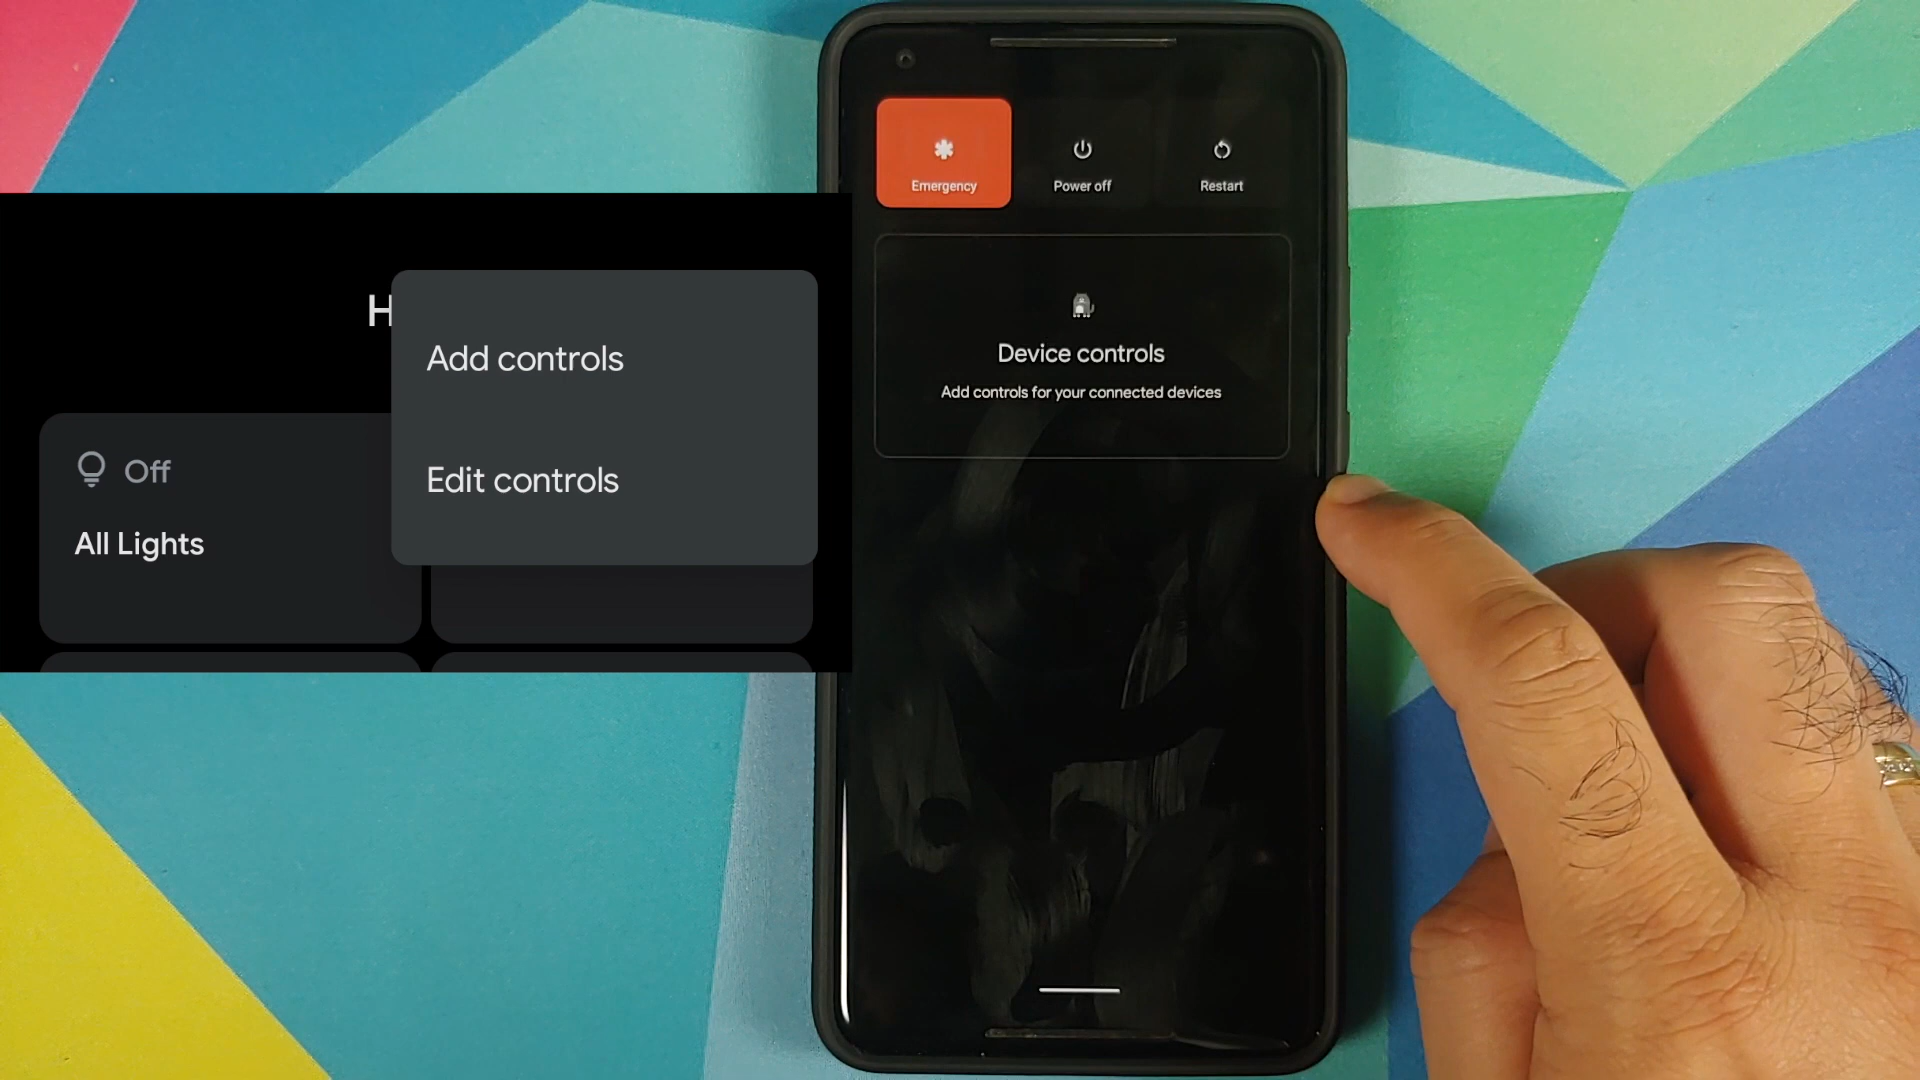 Emergency
Power off
Restart
Device controls
Add controls for your connected devices
H
Add controls
Edit controls
Off
All Lights